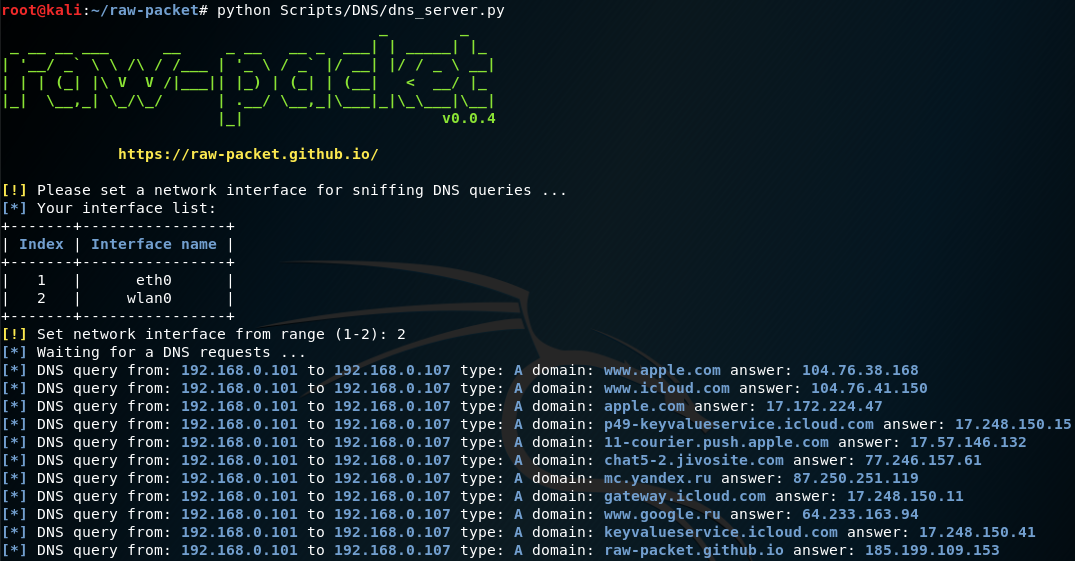 root@kali:~/raw-packet# python Scripts/DNS/dns_server.py
raw-packet
v0.0.4
https://raw-packet.github.io/
[!] Please set a network interface for sniffing DNS queries ...
[*] Your interface list:
+-------+----------------+
| Index | Interface name |
+-------+----------------+
|   1   |      eth0      |
|   2   |     wlan0      |
+-------+----------------+
[!] Set network interface from range (1-2): 2
[*] Waiting for a DNS requests ...
[*] DNS query from: 192.168.0.101 to 192.168.0.107 type: A domain: www.apple.com answer: 104.76.38.168
[*] DNS query from: 192.168.0.101 to 192.168.0.107 type: A domain: www.icloud.com answer: 104.76.41.150
[*] DNS query from: 192.168.0.101 to 192.168.0.107 type: A domain: apple.com answer: 17.172.224.47
[*] DNS query from: 192.168.0.101 to 192.168.0.107 type: A domain: p49-keyvalueservice.icloud.com answer: 17.248.150.15
[*] DNS query from: 192.168.0.101 to 192.168.0.107 type: A domain: 11-courier.push.apple.com answer: 17.57.146.132
[*] DNS query from: 192.168.0.101 to 192.168.0.107 type: A domain: chat5-2.jivosite.com answer: 77.246.157.61
[*] DNS query from: 192.168.0.101 to 192.168.0.107 type: A domain: mc.yandex.ru answer: 87.250.251.119
[*] DNS query from: 192.168.0.101 to 192.168.0.107 type: A domain: gateway.icloud.com answer: 17.248.150.11
[*] DNS query from: 192.168.0.101 to 192.168.0.107 type: A domain: www.google.ru answer: 64.233.163.94
[*] DNS query from: 192.168.0.101 to 192.168.0.107 type: A domain: keyvalueservice.icloud.com answer: 17.248.150.41
[*] DNS query from: 192.168.0.101 to 192.168.0.107 type: A domain: raw-packet.github.io answer: 185.199.109.153